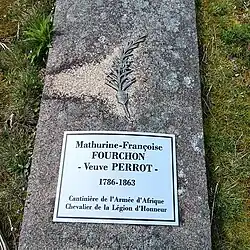 Mathurine-Françoise
FOURCHON
- Veuve PERROT -
1786-1863
Cantinière de l'Armée d'Afrique
Chevalier de la Légion d'Honneur